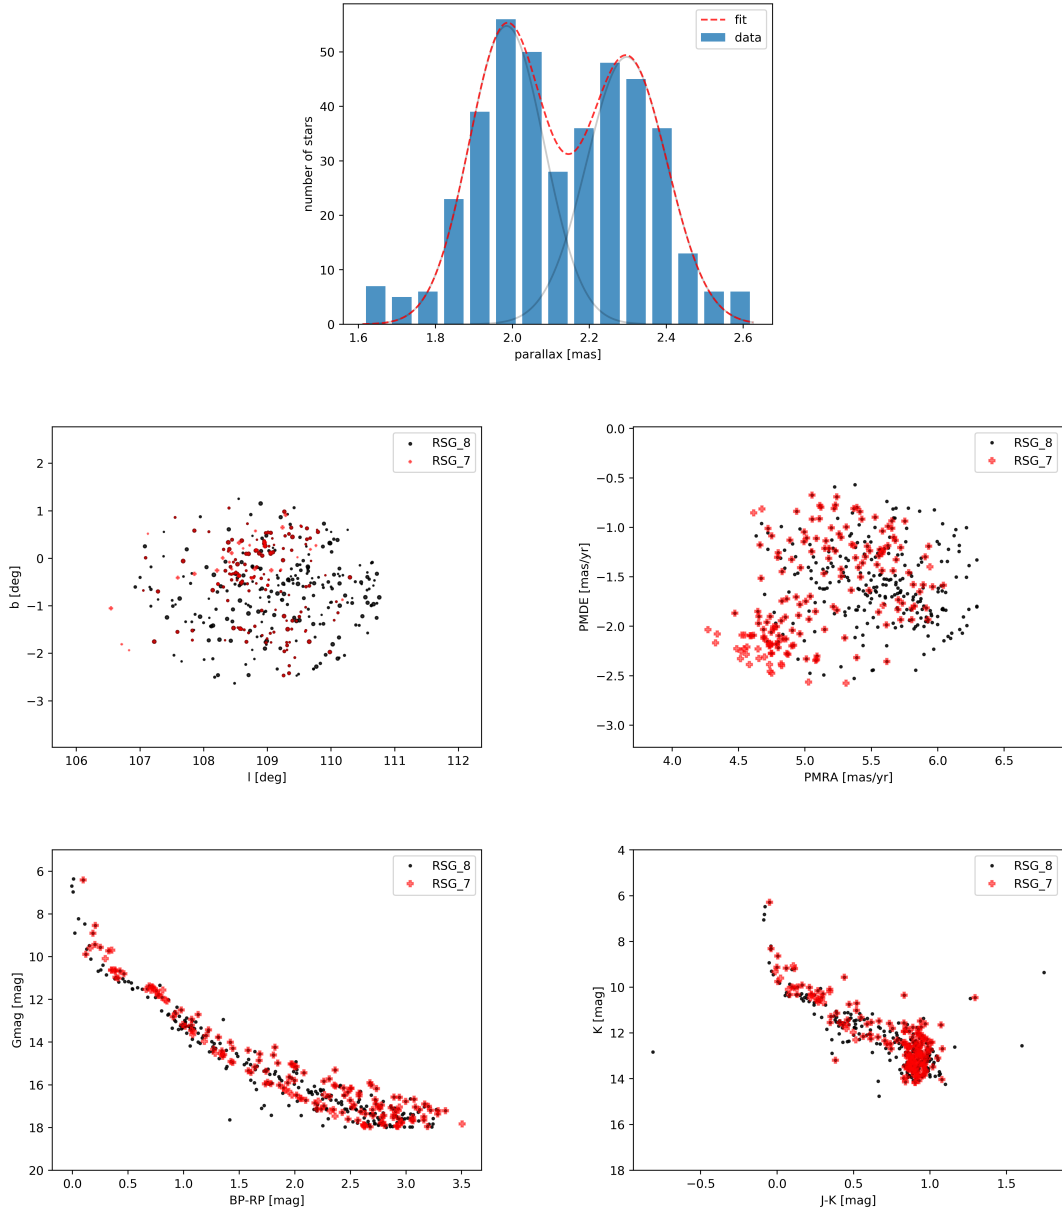 fit
data
50
40
30
20
10
0
number of stars
1.6 1.8 2.0 2.2 2.4 2.6
parallax [mas]
RSG_8
RSG_7
2
1
0
−1
−2
−3
b [deg]
106 107 108 109 110 111 112
l [deg]
RSG_8
RSG_7
0.0
−0.5
−1.0
−1.5
−2.0
−2.5
−3.0
PMDE [mas/yr]
4.0 4.5 5.0 5.5 6.0 6.5
PMRA [mas/yr]
RSG_8
RSG_7
6
8
10
12
14
16
18
20
Gmag [mag]
0.0 0.5 1.0 1.5 2.0 2.5 3.0 3.5
BP-RP [mag]
RSG_8
RSG_7
4
6
8
10
12
14
16
18
K [mag]
−0.5 0.0 0.5 1.0 1.5
J-K [mag]